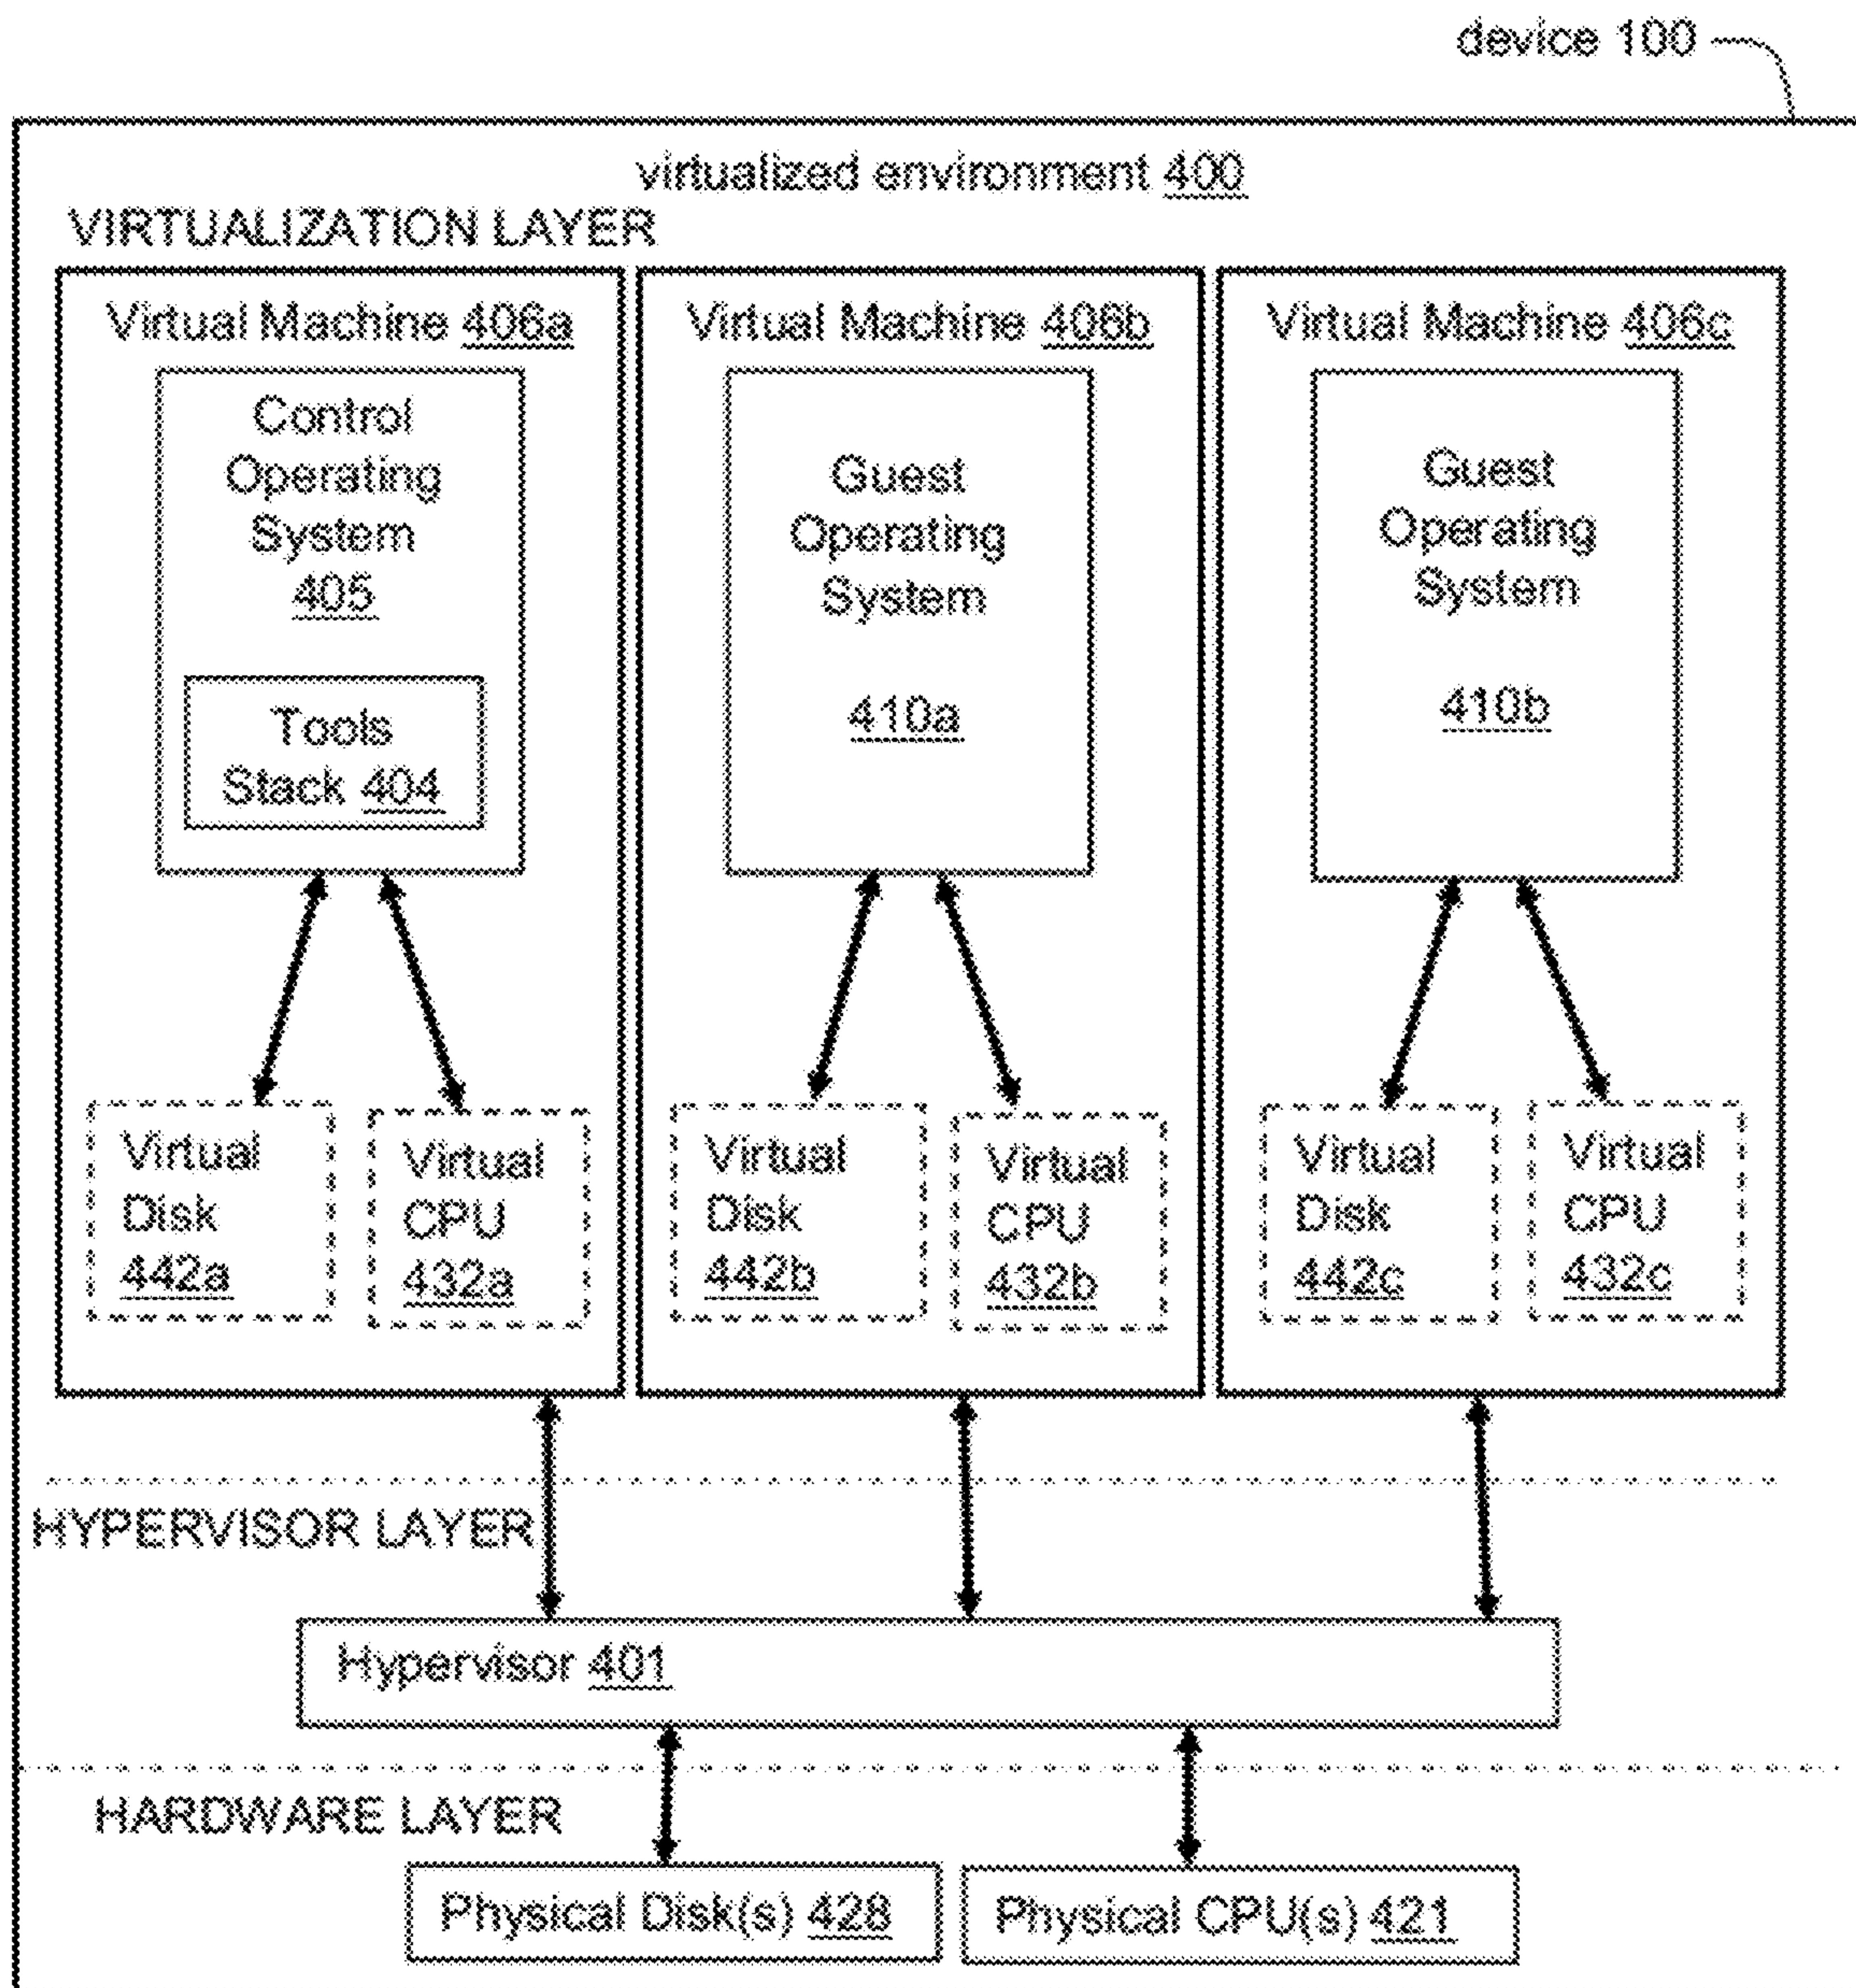 device 100
virtualized environment 400
VIRTUALIZATION LAYER
Virtual Machine 406a
Control
Operating
System
405
Tools
Stack 404
Virtual
Disk
442a
Virtual
CPU
432a
Virtual Machine 406b
Guest
Operating
System
410a
Virtual
Disk
442b
Virtual
CPU
432b
Virtual Machine 406c
Guest
Operating
System
410b
Virtual
Disk
442c
Virtual
CPU
432c
HYPERVISOR LAYER
Hypervisor 401
HARDWARE LAYER
Physical Disk(s) 428
Physical CPU(s) 421